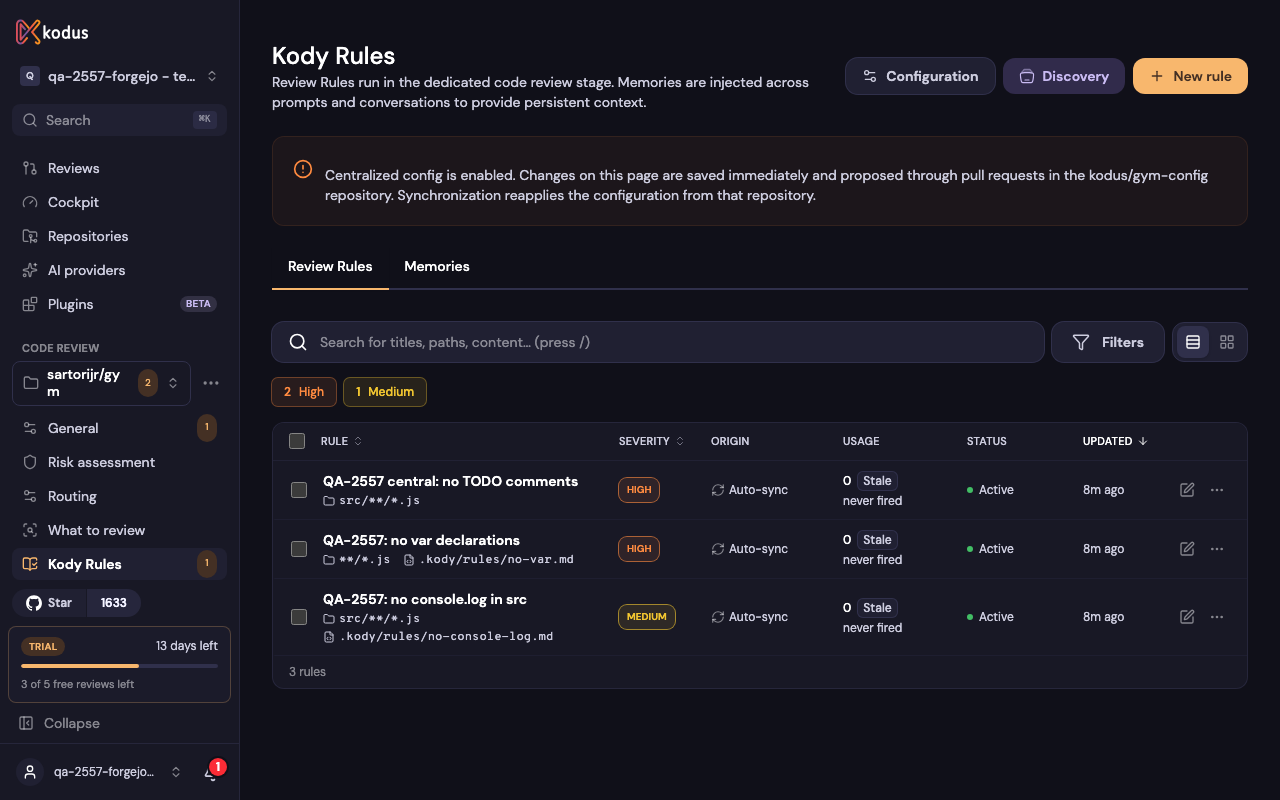 kodus
Q qa-2557-forgejo - te...
Search ⌘K
Reviews
Cockpit
Repositories
AI providers
Plugins BETA
CODE REVIEW
sartorijr/gy
m
2
General 1
Risk assessment
Routing
What to review
Kody Rules 1
Star 1633
TRIAL 13 days left
3 of 5 free reviews left
Collapse
qa-2557-forgejo... 1
Kody Rules
Review Rules run in the dedicated code review stage. Memories are injected across
prompts and conversations to provide persistent context.
Configuration
Discovery
New rule
Centralized config is enabled. Changes on this page are saved immediately and proposed through pull requests in the kodus/gym-config
repository. Synchronization reapplies the configuration from that repository.
Review Rules Memories
Search for titles, paths, content... (press /)
Filters
2 High 1 Medium
RULE SEVERITY ORIGIN USAGE STATUS UPDATED
QA-2557 central: no TODO comments
src/**/*.js
HIGH Auto-sync 0 Stale
never fired
Active 8m ago
QA-2557: no var declarations
**/*.js .kody/rules/no-var.md
HIGH Auto-sync 0 Stale
never fired
Active 8m ago
QA-2557: no console.log in src
src/**/*.js
.kody/rules/no-console-log.md
MEDIUM Auto-sync 0 Stale
never fired
Active 8m ago
3 rules